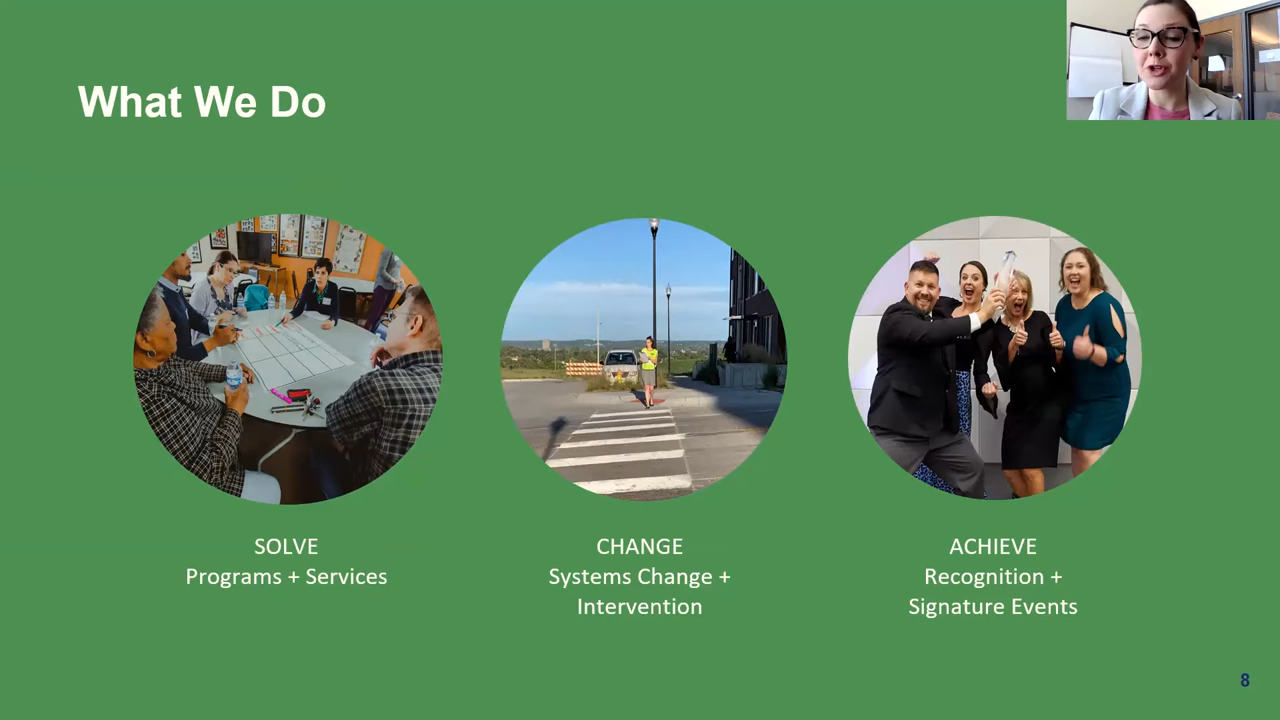 What We Do
SOLVE
Programs + Services
CHANGE
Systems Change +
Intervention
ACHIEVE
Recognition +
Signature Events
8